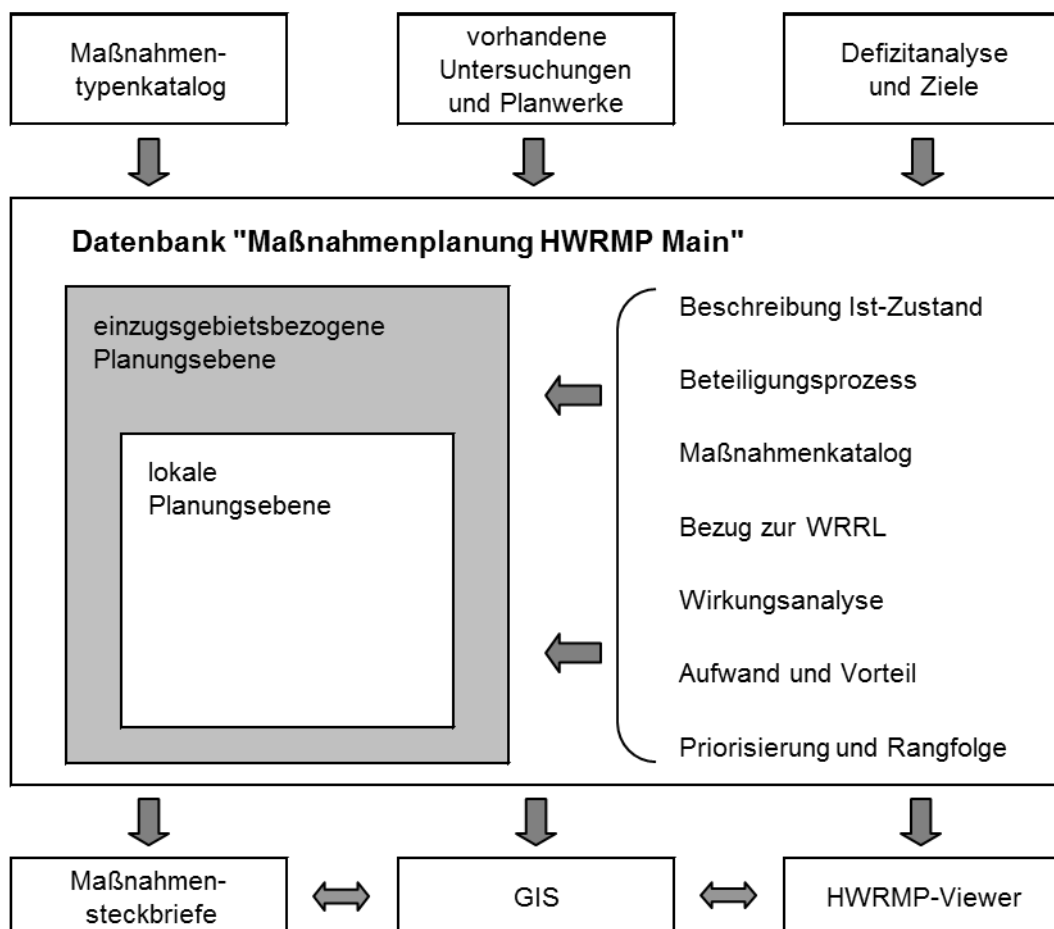 Maßnahmen-
typenkatalog
vorhandene
Untersuchungen
und Planwerke
Defizitanalyse
und Ziele
Datenbank "Maßnahmenplanung HWRMP Main"
einzugsgebietsbezogene
Planungsebene
lokale
Planungsebene
Beschreibung Ist-Zustand
Beteiligungsprozess
Maßnahmenkatalog
Bezug zur WRRL
Wirkungsanalyse
Aufwand und Vorteil
Priorisierung und Rangfolge
Maßnahmen-
steckbriefe
GIS
HWRMP-Viewer